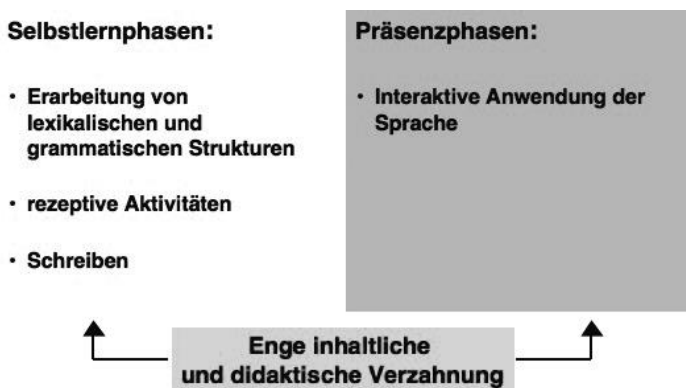 Selbstlernphasen:
• Erarbeitung von
lexikalischen und
grammatischen Strukturen
• rezeptive Aktivitäten
• Schreiben
Präsenzphasen:
• Interaktive Anwendung der
Sprache
Enge inhaltliche
und didaktische Verzahnung